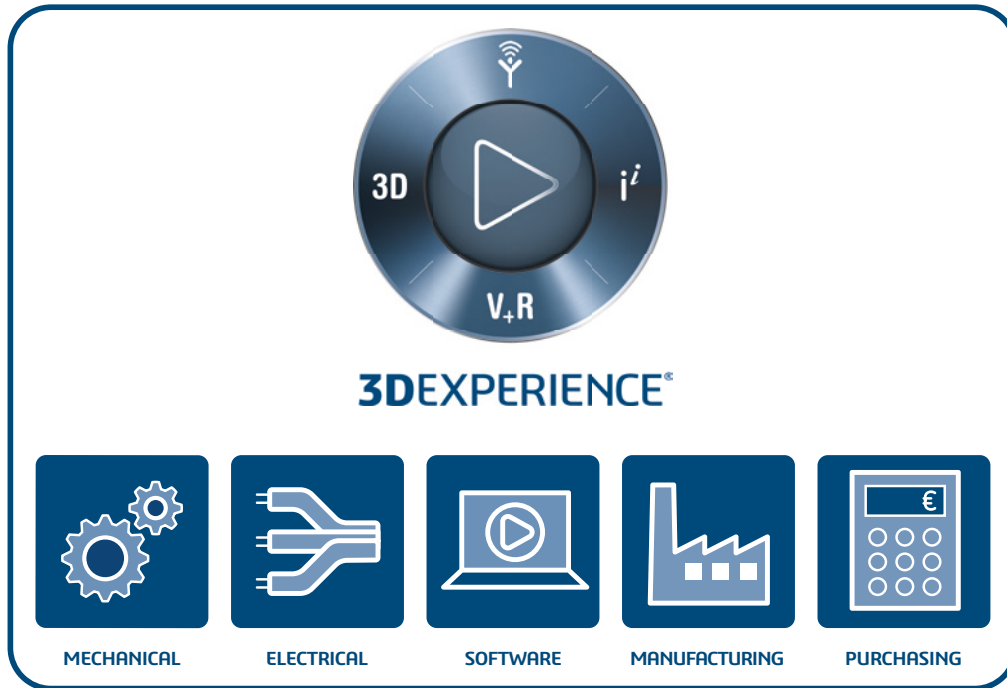 3D
iⁱ
V₊R
3DEXPERIENCE®
€
MECHANICAL
ELECTRICAL
SOFTWARE
MANUFACTURING
PURCHASING